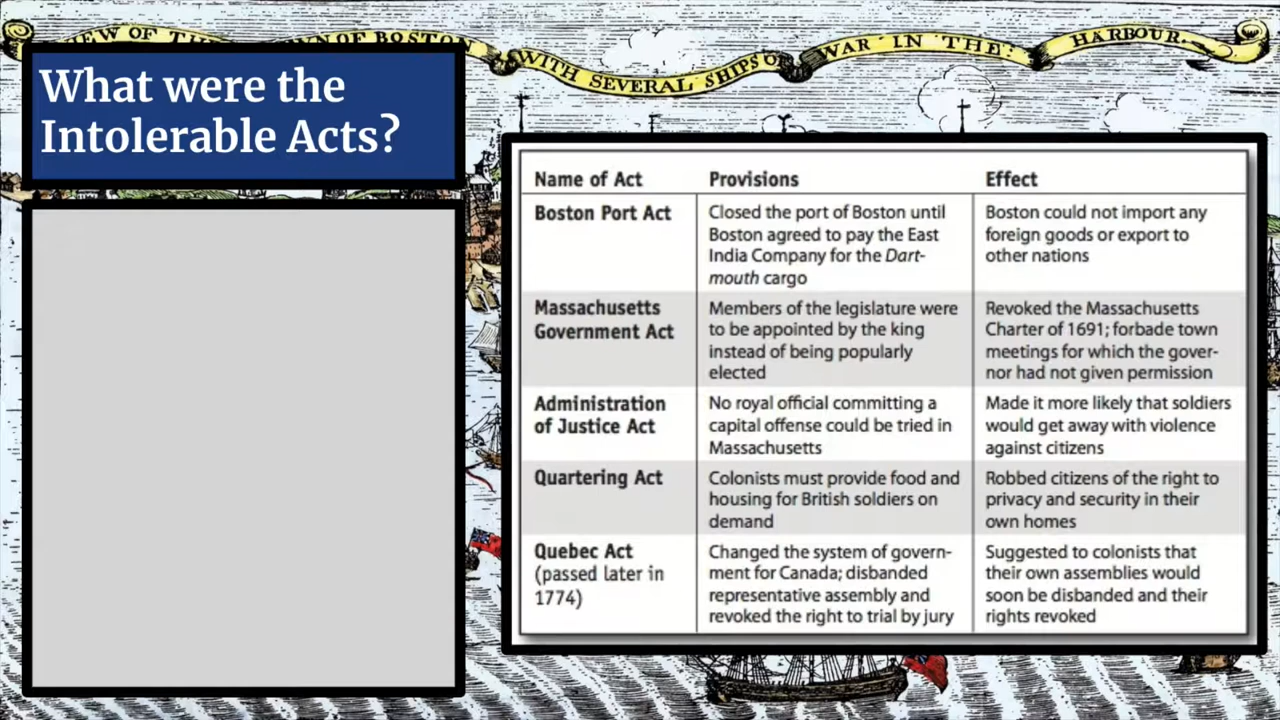 VIEW OF TH
N OF BOSTON
WITH SEVERAL SHIPS O
WAR IN THE
HARBOUR.
What were the
Intolerable Acts?
Name of Act
Provisions
Effect
Boston Port Act
Closed the port of Boston until
Boston agreed to pay the East
India Company for the Dart-
mouth cargo
Boston could not import any
foreign goods or export to
other nations
Massachusetts
Government Act
Members of the legislature were
to be appointed by the king
instead of being popularly
elected
Revoked the Massachusetts
Charter of 1691; forbade town
meetings for which the gover-
nor had not given permission
Administration
of Justice Act
No royal official committing a
capital offense could be tried in
Massachusetts
Made it more likely that soldiers
would get away with violence
against citizens
Quartering Act
Colonists must provide food and
housing for British soldiers on
demand
Robbed citizens of the right to
privacy and security in their
own homes
Quebec Act
(passed later in
1774)
Changed the system of govern-
ment for Canada; disbanded
representative assembly and
revoked the right to trial by jury
Suggested to colonists that
their own assemblies would
soon be disbanded and their
rights revoked